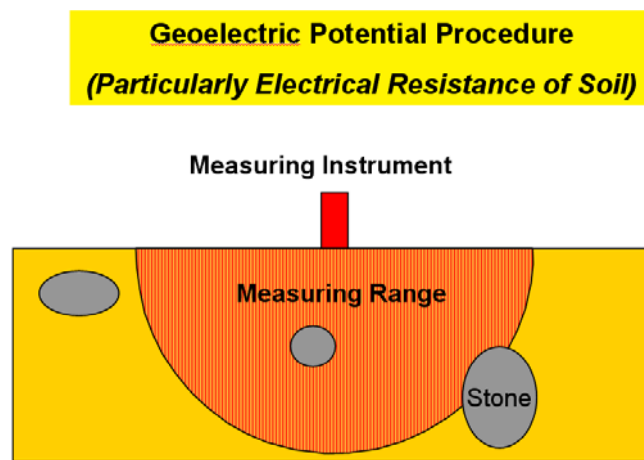 Geoelectric Potential Procedure
(Particularly Electrical Resistance of Soil)
Measuring Instrument
Measuring Range
Stone